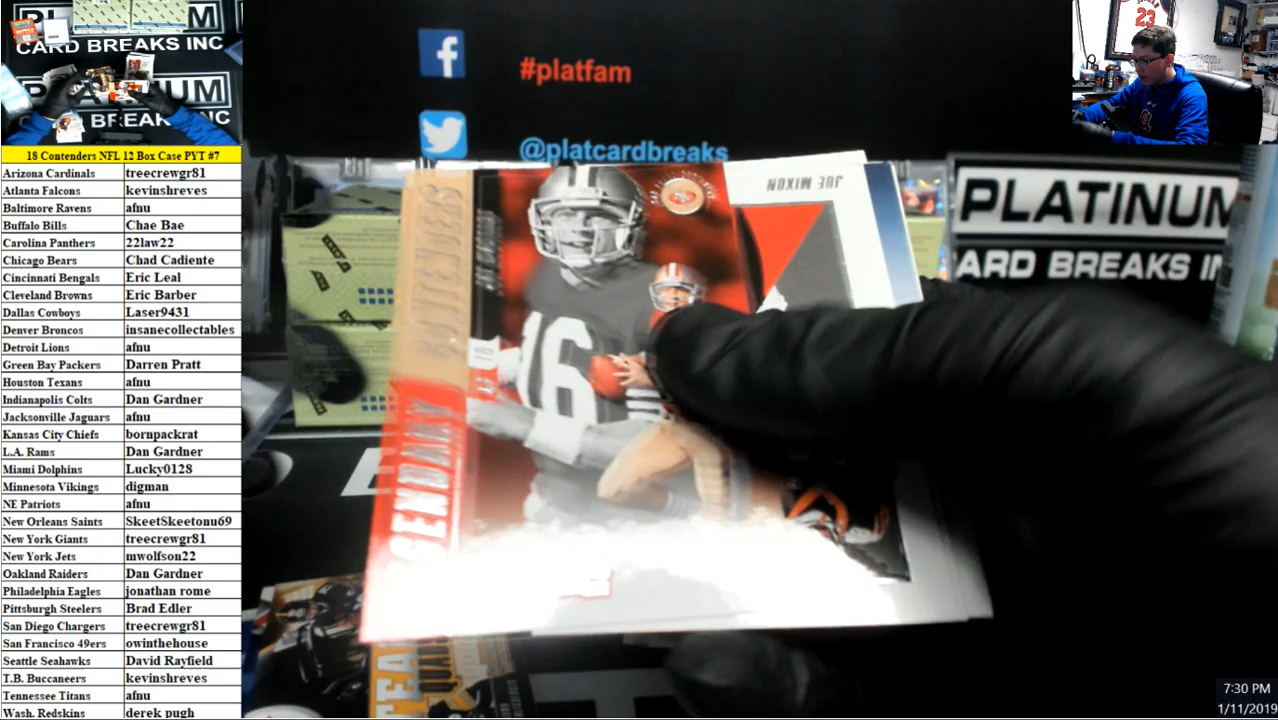 CARD BREAKS INC
18 Contenders NFL 12 Box Case PYT #7
Arizona Cardinals treecrewgr81
Atlanta Falcons kevinshreves
Baltimore Ravens afnu
Buffalo Bills Chae Bae
Carolina Panthers 22law22
Chicago Bears Chad Cadiente
Cincinnati Bengals Eric Leal
Cleveland Browns Eric Barber
Dallas Cowboys Laser9431
Denver Broncos insanecollectables
Detroit Lions afnu
Green Bay Packers Darren Pratt
Houston Texans afnu
Indianapolis Colts Dan Gardner
Jacksonville Jaguars afnu
Kansas City Chiefs bornpackrat
L.A. Rams Dan Gardner
Miami Dolphins Lucky0128
Minnesota Vikings digman
NE Patriots afnu
New Orleans Saints SkeetSkeetonu69
New York Giants treecrewgr81
New York Jets mwolfson22
Oakland Raiders Dan Gardner
Philadelphia Eagles jonathan rome
Pittsburgh Steelers Brad Edler
San Diego Chargers treecrewgr81
San Francisco 49ers owinthehouse
Seattle Seahawks David Rayfield
T.B. Buccaneers kevinshreves
Tennessee Titans afnu
Wash. Redskins derek pugh
#platfam
@platcardbreaks
JOE MIXON
16
PLATINUM
ARD BREAKS IN
23
7:30 PM
1/11/2019